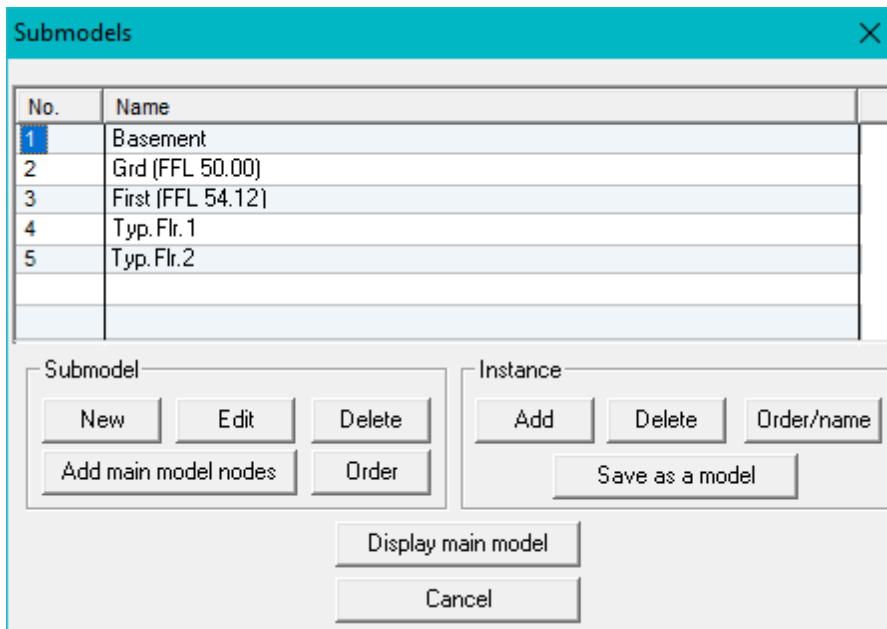 Submodels
No. Name
1 Basement
2 Grd (FFL 50.00)
3 First (FFL 54.12)
4 Typ. Flr. 1
5 Typ. Flr. 2
Submodel Instance
New Edit Delete Add Delete Order/name
Add main model nodes Order Save as a model
Display main model
Cancel